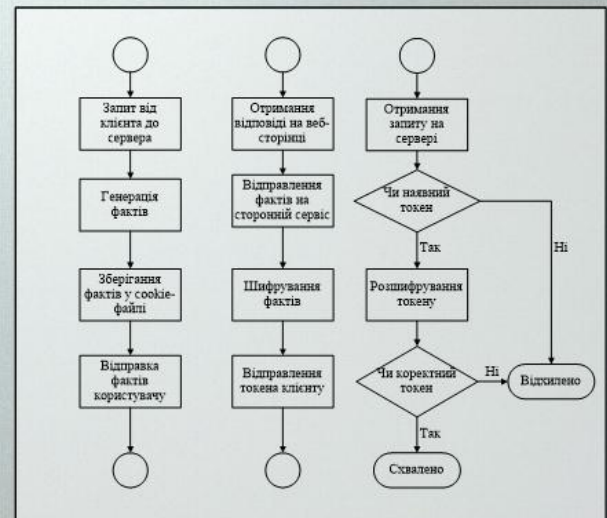 Запит від
клієнта до
сервера
Генерація
фактів
Зберігання
фактів у cookie-
файлі
Відправка
фактів
користувачу
Отримання
відповіді на веб-
сторінці
Відправлення
фактів на
сторонній сервіс
Шифрування
фактів
Відправлення
токена клієнту
Отримання
запиту на
сервері
Чи наявний
токен
Ні
Так
Розшифрування
токену
Чи коректний
токен
Ні
Відхилено
Так
Схвалено